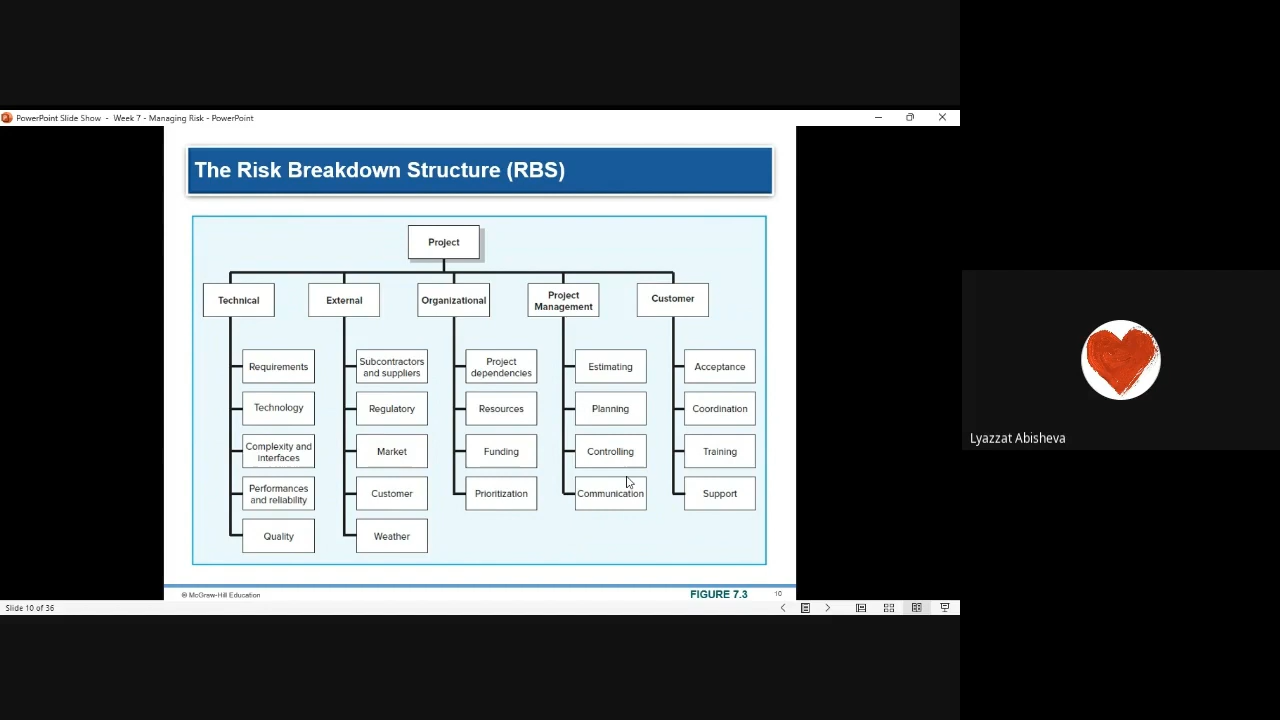 PowerPoint Slide Show - Week 7 - Managing Risk - PowerPoint
The Risk Breakdown Structure (RBS)
Project
Technical
External
Organizational
Project
Management
Customer
Requirements
Technology
Complexity and
interfaces
Performances
and reliability
Quality
Subcontractors
and suppliers
Regulatory
Market
Customer
Weather
Project
dependencies
Resources
Funding
Prioritization
Estimating
Planning
Controlling
Communication
Acceptance
Coordination
Training
Support
© McGraw-Hill Education
FIGURE 7.3
10
Slide 10 of 36
Lyazzat Abisheva